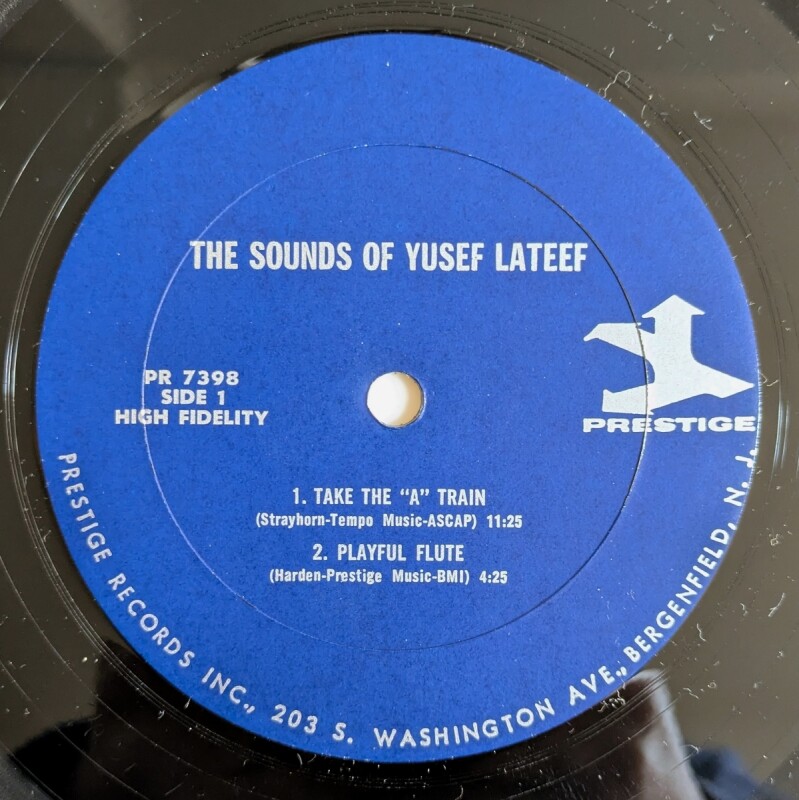 THE SOUNDS OF YUSEF LATEEF
PR 7398
SIDE 1
HIGH FIDELITY
PRESTIGE
1. TAKE THE “A” TRAIN
(Strayhorn-Tempo Music-ASCAP) 11:25
2. PLAYFUL FLUTE
(Harden-Prestige Music-BMI) 4:25
PRESTIGE RECORDS INC., 203 S. WASHINGTON AVE., BERGENFIELD, N. J.